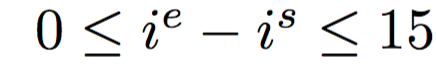 0 ≤ i^e − i^s ≤ 15